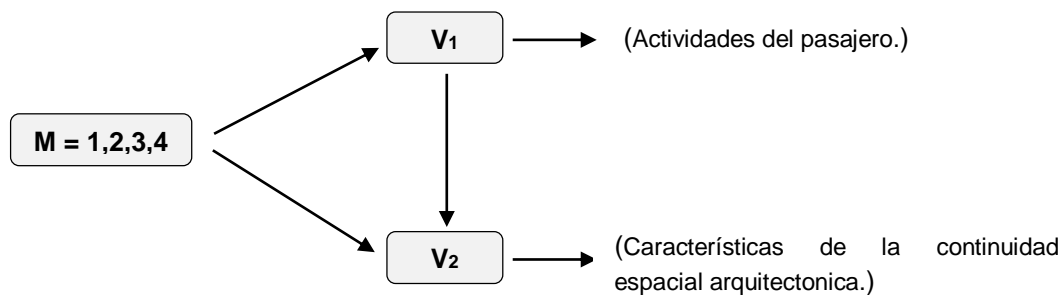 V1
(Actividades del pasajero.)
M = 1,2,3,4
V2
(Características de la continuidad
espacial arquitectonica.)